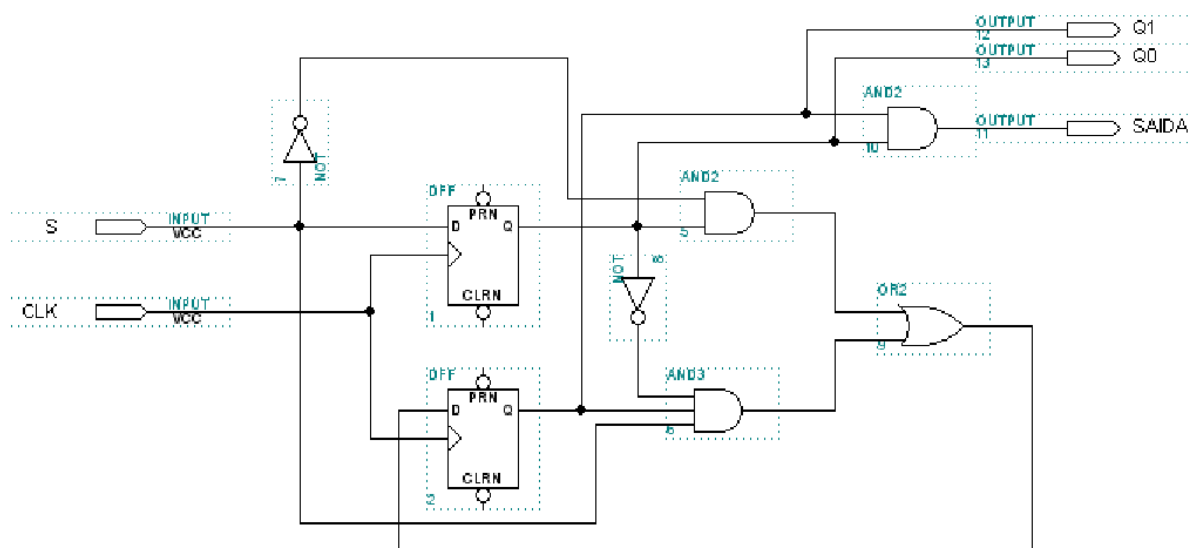 OUTPUT
12
Q1
OUTPUT
13
Q0
AND2
10
OUTPUT
11
SAIDA
7
NOT
DFF
PRN
D
Q
CLRN
1
AND2
5
S
INPUT
VCC
NOT
8
CLK
INPUT
VCC
OR2
9
DFF
PRN
D
Q
CLRN
2
AND3
6